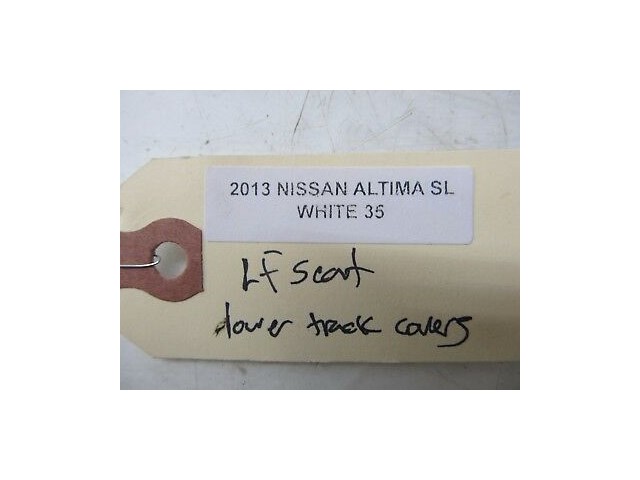 2013 NISSAN ALTIMA SL
WHITE 35
LF Seat
lower track covers